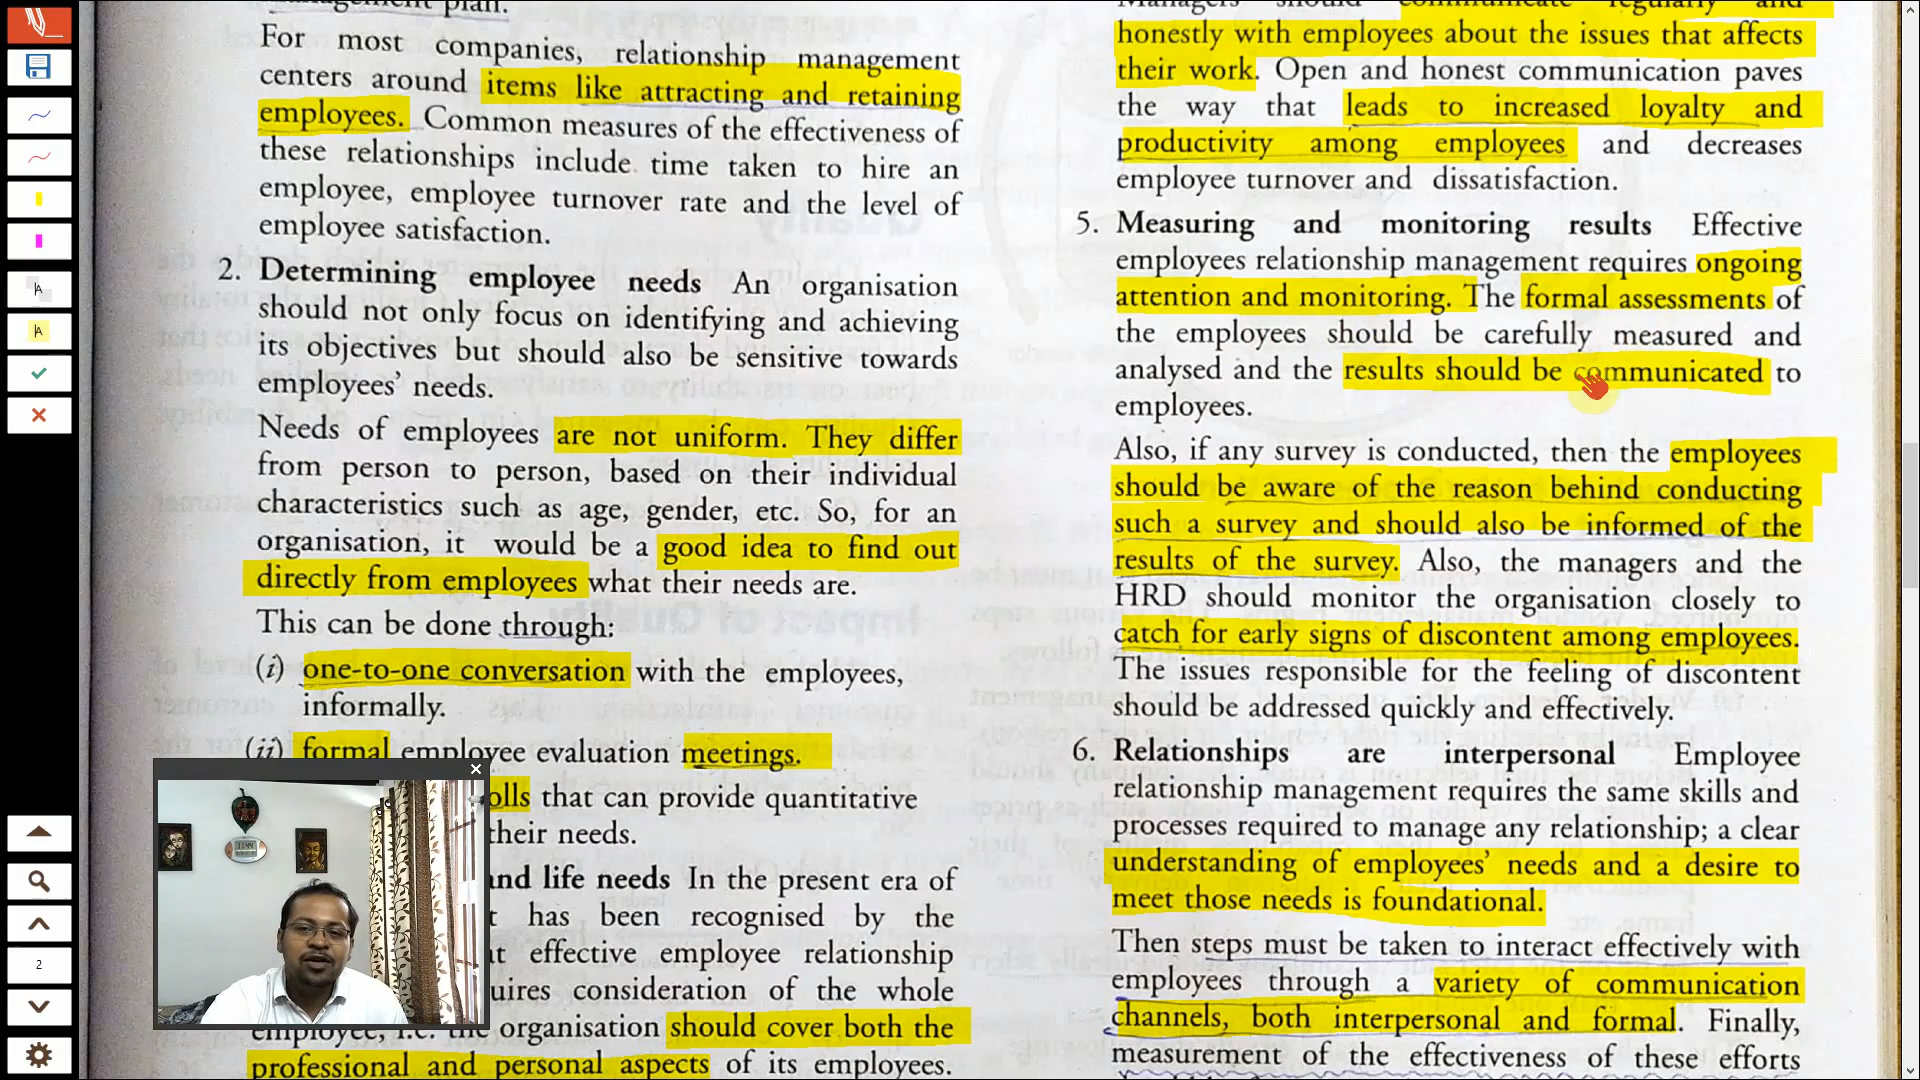 management plan.
For most companies, relationship management
centers around items like attracting and retaining
employees. Common measures of the effectiveness of
these relationships include time taken to hire an
employee, employee turnover rate and the level of
employee satisfaction.
2. Determining employee needs An organisation
should not only focus on identifying and achieving
its objectives but should also be sensitive towards
employees' needs.
Needs of employees are not uniform. They differ
from person to person, based on their individual
characteristics such as age, gender, etc. So, for an
organisation, it would be a good idea to find out
directly from employees what their needs are.
This can be done through:
(i) one-to-one conversation with the employees,
informally.
(ii) formal employee evaluation meetings.
olls that can provide quantitative
their needs.
and life needs In the present era of
t has been recognised by the
t effective employee relationship
uires consideration of the whole
employee, i.e. the organisation should cover both the
professional and personal aspects of its employees.
Managers should communicate regularly and
honestly with employees about the issues that affects
their work. Open and honest communication paves
the way that leads to increased loyalty and
productivity among employees and decreases
employee turnover and dissatisfaction.
5. Measuring and monitoring results Effective
employees relationship management requires ongoing
attention and monitoring. The formal assessments of
the employees should be carefully measured and
analysed and the results should be communicated to
employees.
Also, if any survey is conducted, then the employees
should be aware of the reason behind conducting
such a survey and should also be informed of the
results of the survey. Also, the managers and the
HRD should monitor the organisation closely to
catch for early signs of discontent among employees.
The issues responsible for the feeling of discontent
should be addressed quickly and effectively.
6. Relationships are interpersonal Employee
relationship management requires the same skills and
processes required to manage any relationship; a clear
understanding of employees' needs and a desire to
meet those needs is foundational.
Then steps must be taken to interact effectively with
employees through a variety of communication
channels, both interpersonal and formal. Finally,
measurement of the effectiveness of these efforts
2